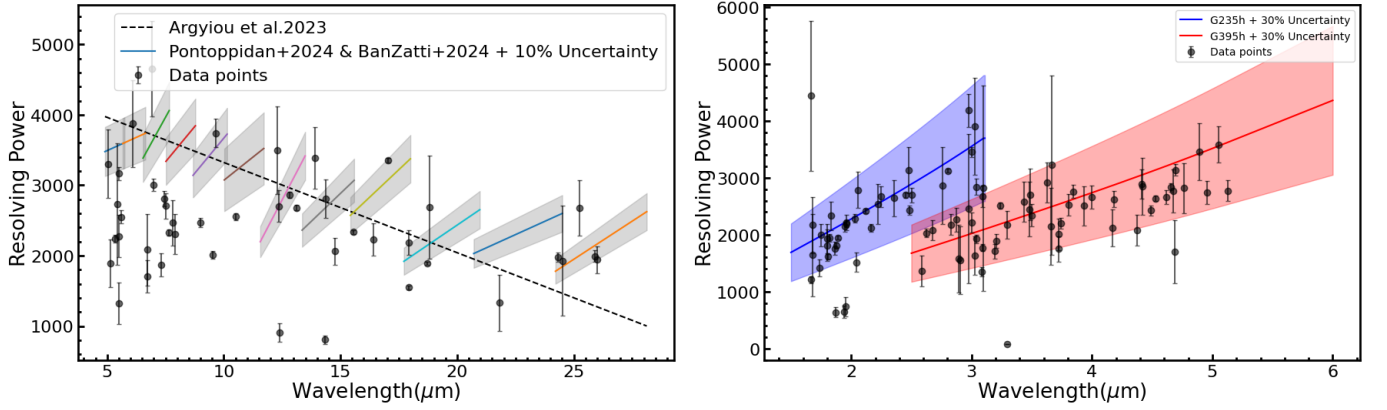 Argyiou et al.2023
Pontoppidan+2024 & BanZatti+2024 + 10% Uncertainty
Data points
5000
4000
3000
2000
1000
Resolving Power
5
10
15
20
25
Wavelength(μm)
G235h + 30% Uncertainty
G395h + 30% Uncertainty
Data points
6000
5000
4000
3000
2000
1000
0
Resolving Power
2
3
4
5
6
Wavelength(μm)